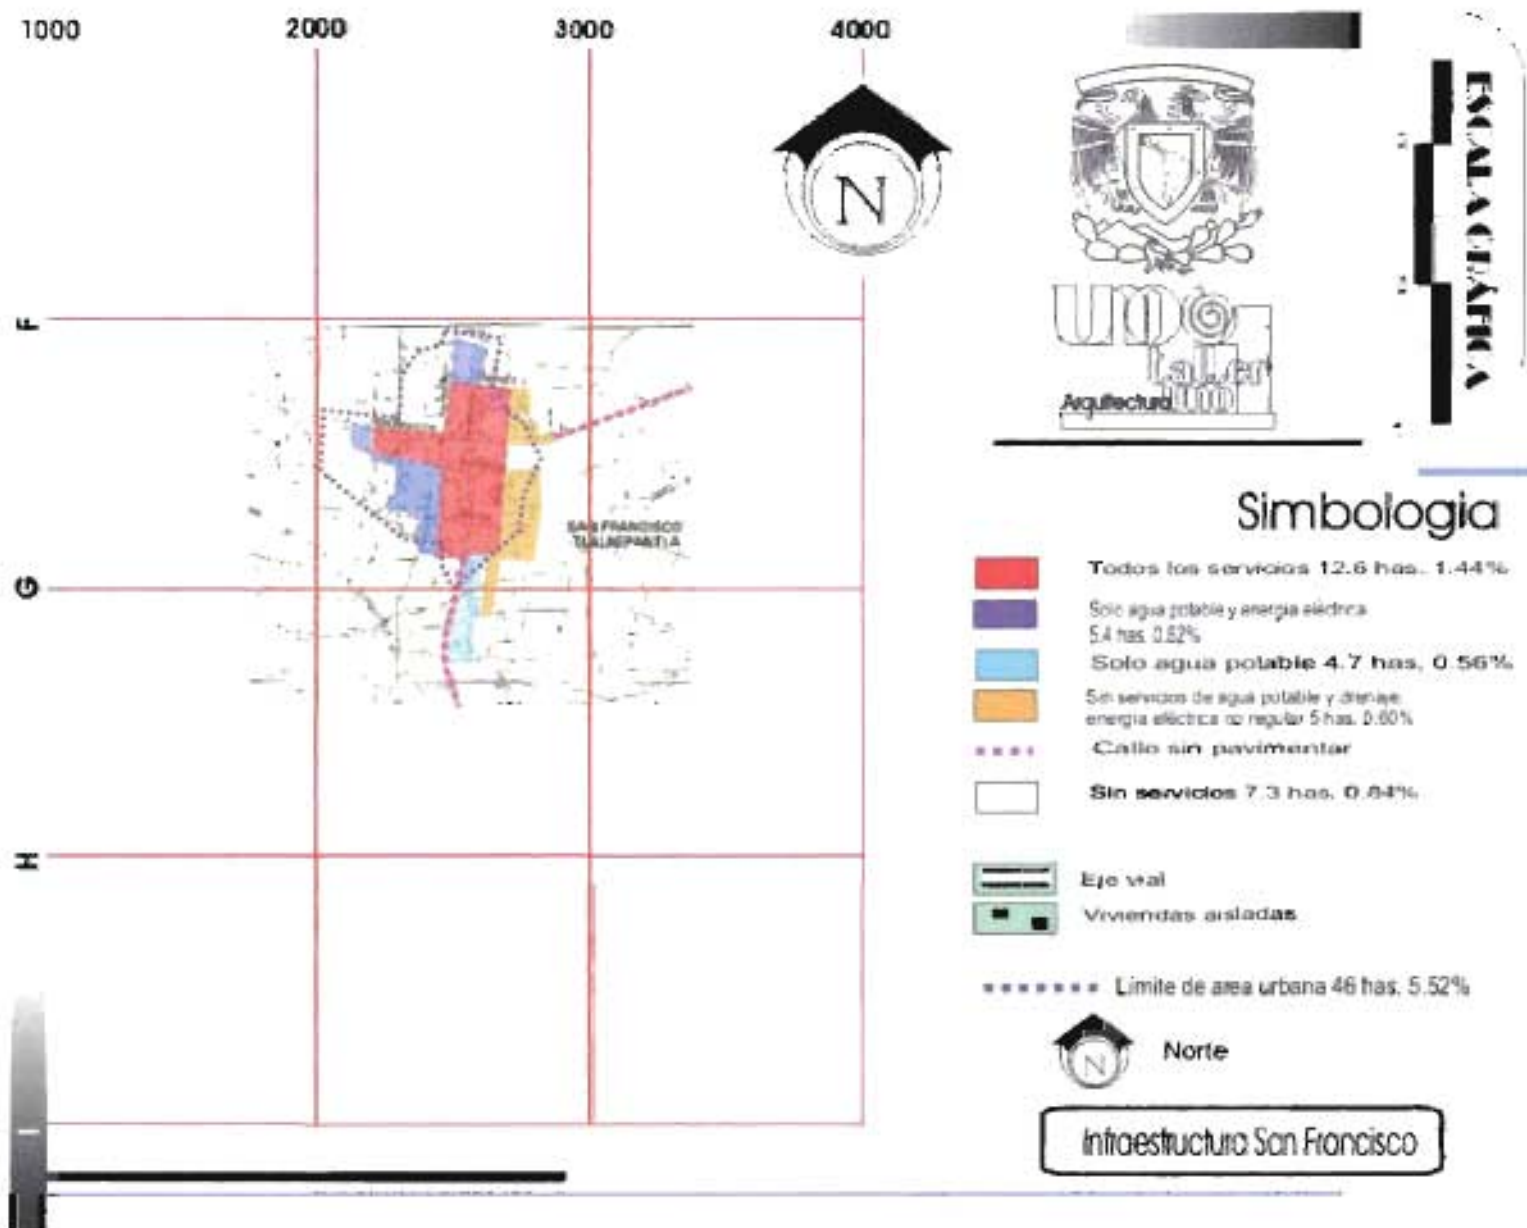 1000 2000 3000 4000
N
F
G
H
I
SAN FRANCISCO
TLALNEPANTLA
ESCALA GRÁFICA
Arquitectura
Simbologia
Todos los servicios 12.6 has. 1.44%
Solo agua potable y energia eléctrica
5.4 has. 0.62%
Solo agua potable 4.7 has. 0.56%
Sin servicios de agua potable y drenaje
energia eléctrica no regular 5 has. 0.60%
Calle sin pavimentar
Sin servicios 7.3 has. 0.84%
Eje vial
Viviendas aisladas
Limite de area urbana 46 has. 5.52%
N
Norte
Infraestructura San Francisco